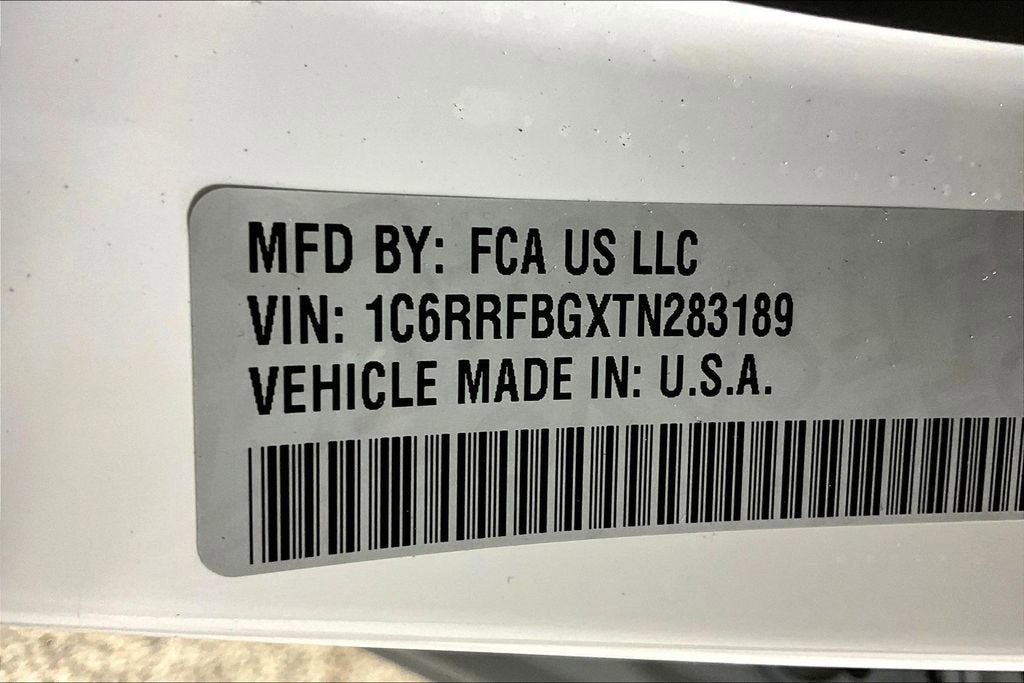 MFD BY: FCA US LLC
VIN: 1C6RRFBGXTN283189
VEHICLE MADE IN: U.S.A.